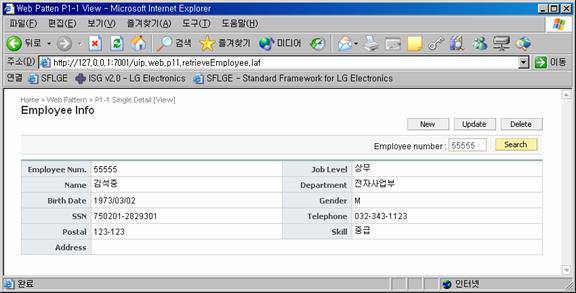 Web Patten P1-1 View - Microsoft Internet Explorer
파일(F) 편집(E) 보기(V) 즐겨찾기(A) 도구(T) 도움말(H)
뒤로 검색 즐겨찾기 미디어
주소(D) http://127,0,0,1:7001/uip,web,p11,retrieveEmployee,laf 이동
연결 SFLGE ISG v2,0 - LG Electronics SFLGE - Standard Framework for LG Electronics
Home > Web Pattern > P1-1 Single Detail [View]
Employee Info
New Update Delete
Employee number : 55555 Search
Employee Num. 55555 Job Level 상무
Name 김석중 Department 전자사업부
Birth Date 1973/03/02 Gender M
SSN 750201-2829301 Telephone 032-343-1123
Postal 123-123 Skill 중급
Address
완료 인터넷